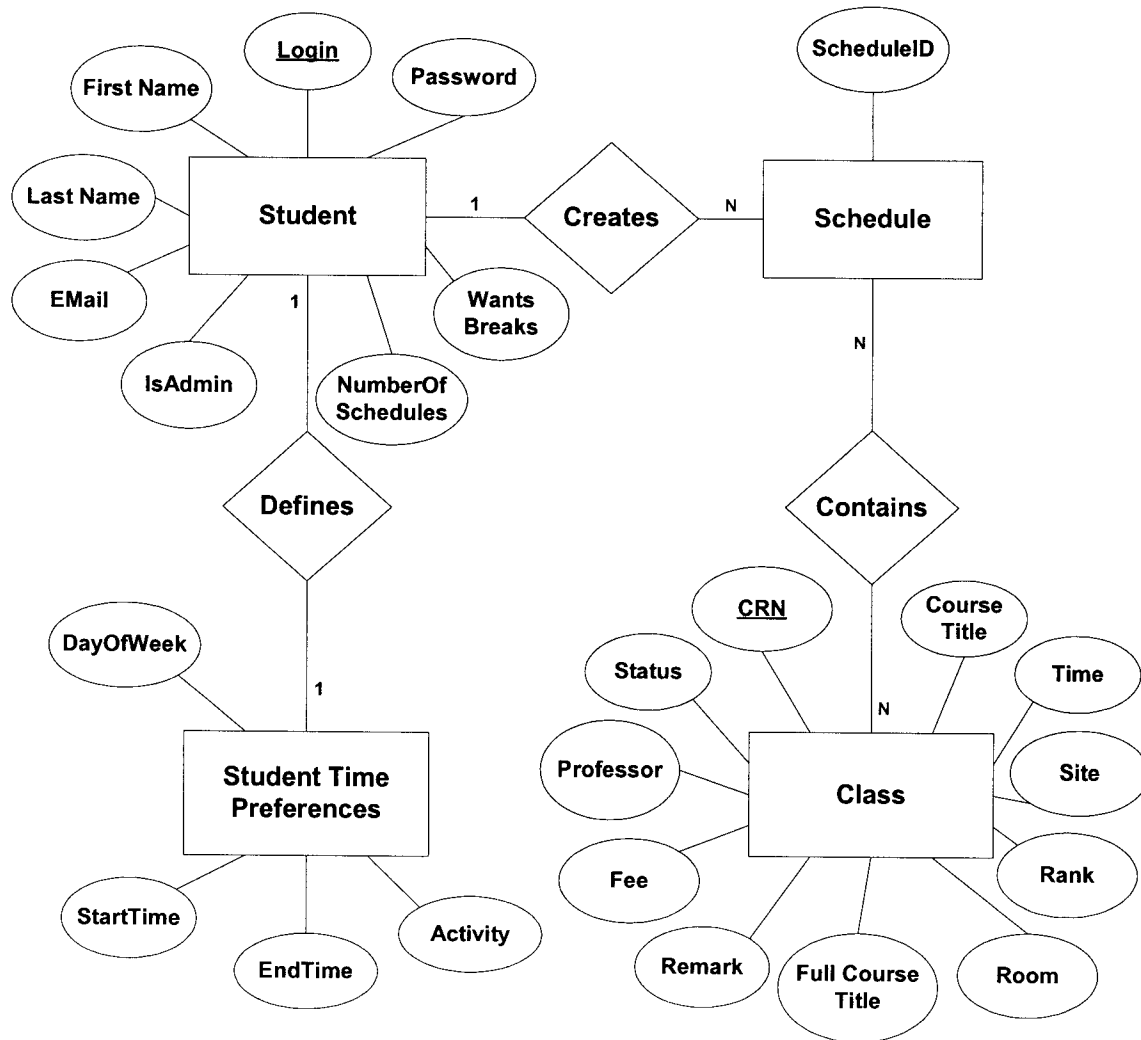 Login
ScheduleID
First Name
Password
Last Name
Student
1
Creates
N
Schedule
EMail
1
Wants
Breaks
IsAdmin
NumberOf
Schedules
N
Defines
Contains
CRN
Course
Title
DayOfWeek
Status
Time
1
N
Student Time
Preferences
Professor
Class
Site
Fee
Rank
StartTime
Activity
EndTime
Remark
Full Course
Title
Room